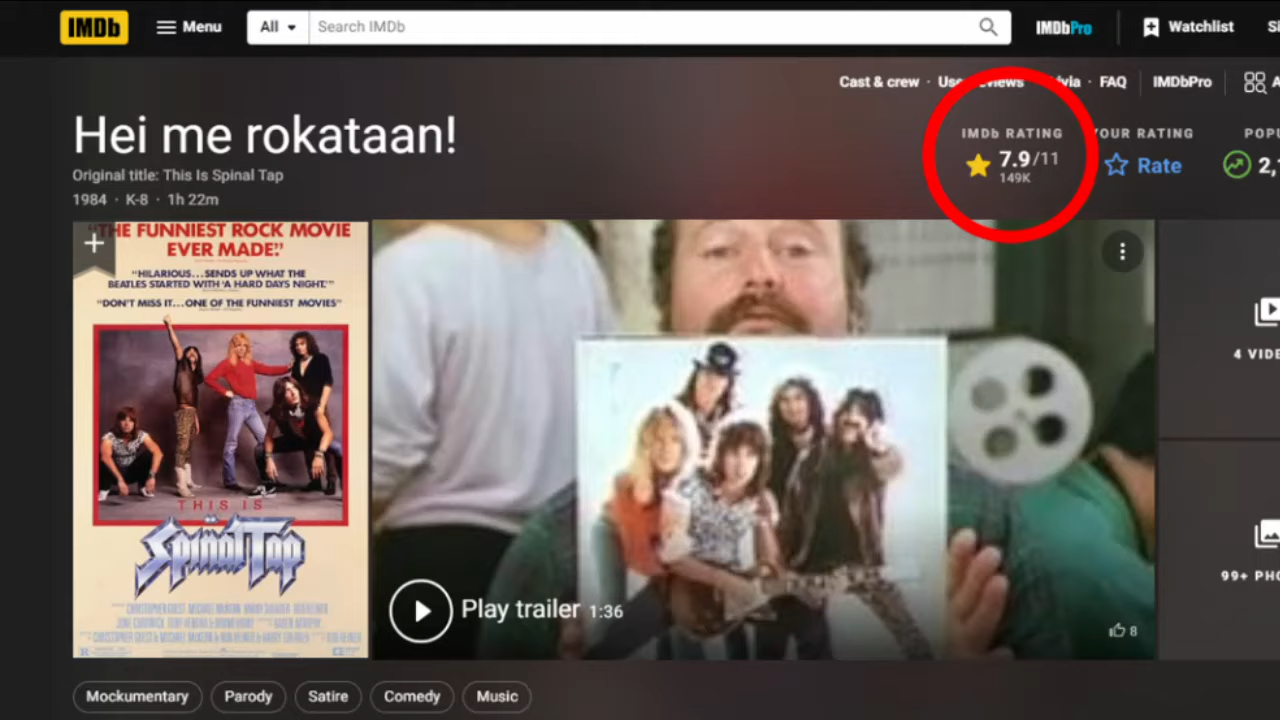 IMDb
Menu
All
Search IMDb
IMDbPro
Watchlist
Cast & crew
FAQ
IMDbPro
Hei me rokataan!
Original title: This Is Spinal Tap
1984 · K-8 · 1h 22m
IMDb RATING
7.9/11
149K
YOUR RATING
Rate
"THE FUNNIEST ROCK MOVIE
EVER MADE."
"HILARIOUS...SENDS UP WHAT THE
BEATLES STARTED WITH 'A HARD DAYS NIGHT.'"
"DON'T MISS IT...ONE OF THE FUNNIEST MOVIES"
THIS IS
Spinal Tap
Play trailer 1:36
8
4
99+
Mockumentary
Parody
Satire
Comedy
Music